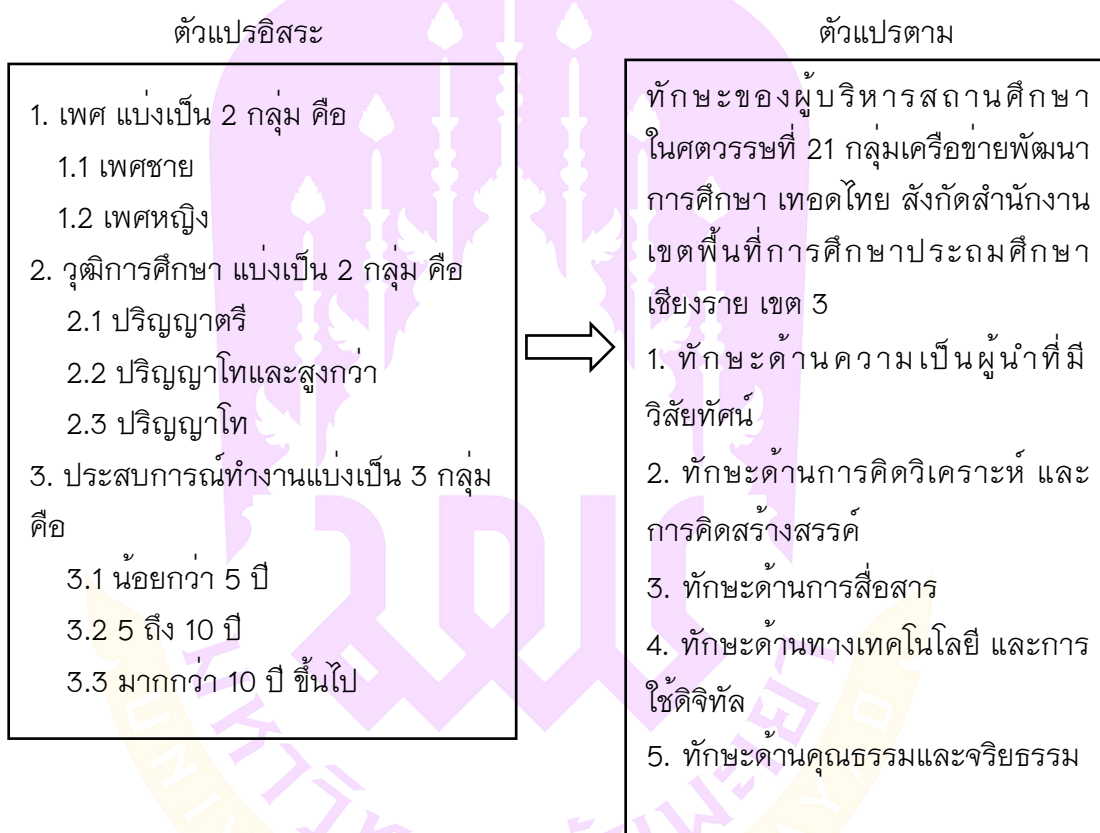 ตัวแปรอิสระ
1. เพศ แบ่งเป็น 2 กลุ่ม คือ
1.1 เพศชาย
1.2 เพศหญิง
2. วุฒิการศึกษา แบ่งเป็น 2 กลุ่ม คือ
2.1 ปริญญาตรี
2.2 ปริญญาโทและสูงกว่า
2.3 ปริญญาโท
3. ประสบการณ์ทำงานแบ่งเป็น 3 กลุ่ม
คือ
3.1 น้อยกว่า 5 ปี
3.2 5 ถึง 10 ปี
3.3 มากกว่า 10 ปี ขึ้นไป
ตัวแปรตาม
ทักษะของผู้บริหารสถานศึกษา
ในศตวรรษที่ 21 กลุ่มเครือข่ายพัฒนา
การศึกษา เทอดไทย สังกัดสำนักงาน
เขตพื้นที่การศึกษาประถมศึกษา
เชียงราย เขต 3
1. ทักษะด้านความเป็นผู้นำที่มี
วิสัยทัศน์
2. ทักษะด้านการคิดวิเคราะห์ และ
การคิดสร้างสรรค์
3. ทักษะด้านการสื่อสาร
4. ทักษะด้านทางเทคโนโลยี และการ
ใช้ดิจิทัล
5. ทักษะด้านคุณธรรมและจริยธรรม